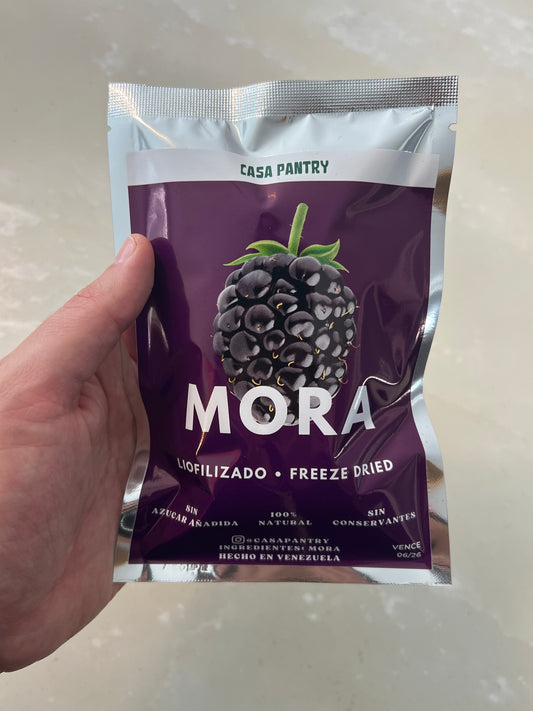 CASA PANTRY
MORA
LIOFILIZADO • FREEZE DRIED
SIN
AZUCAR AÑADIDA
100%
NATURAL
SIN
CONSERVANTES
@CASAPANTRY
INGREDIENTES: MORA
HECHO EN VENEZUELA
VENCE
06/26